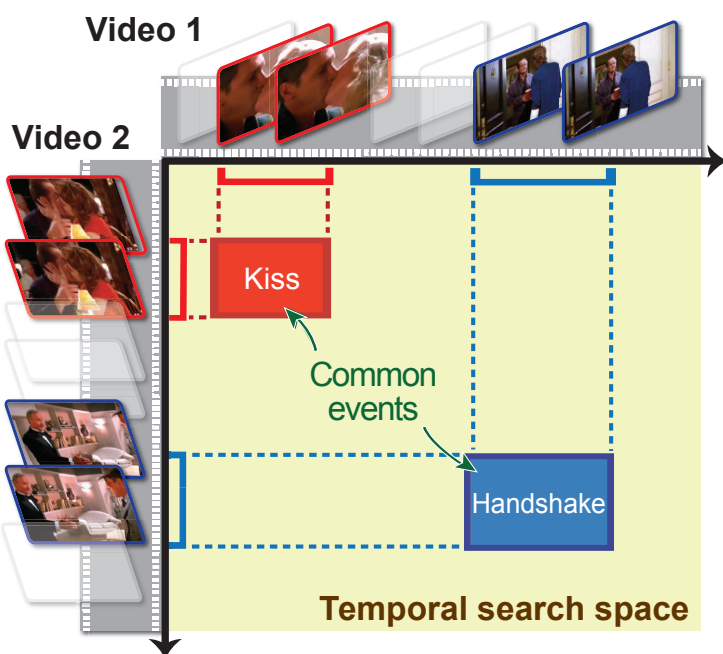 Video 1
Video 2
Kiss
Common
events
Handshake
Temporal search space